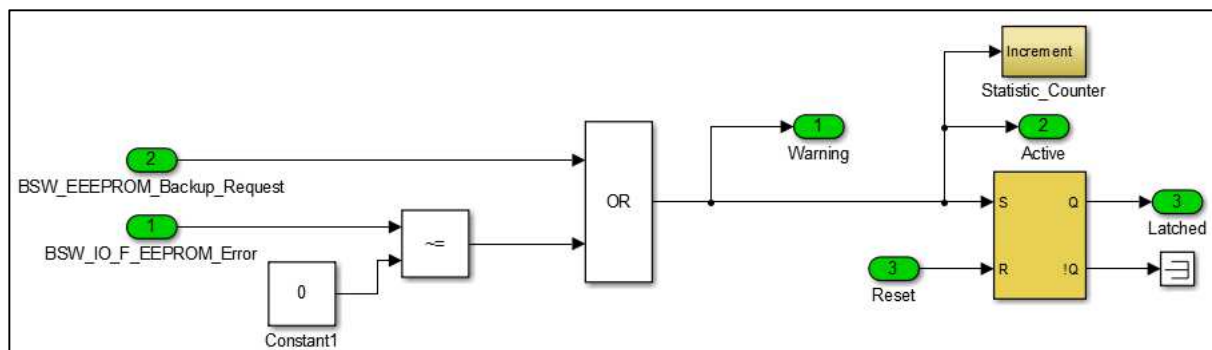 Increment
Statistic_Counter
1
Warning
2
Active
2
BSW_EEEPROM_Backup_Request
OR
1
BSW_IO_F_EEPROM_Error
~=
0
Constant1
S Q
3
Latched
3
Reset
R !Q